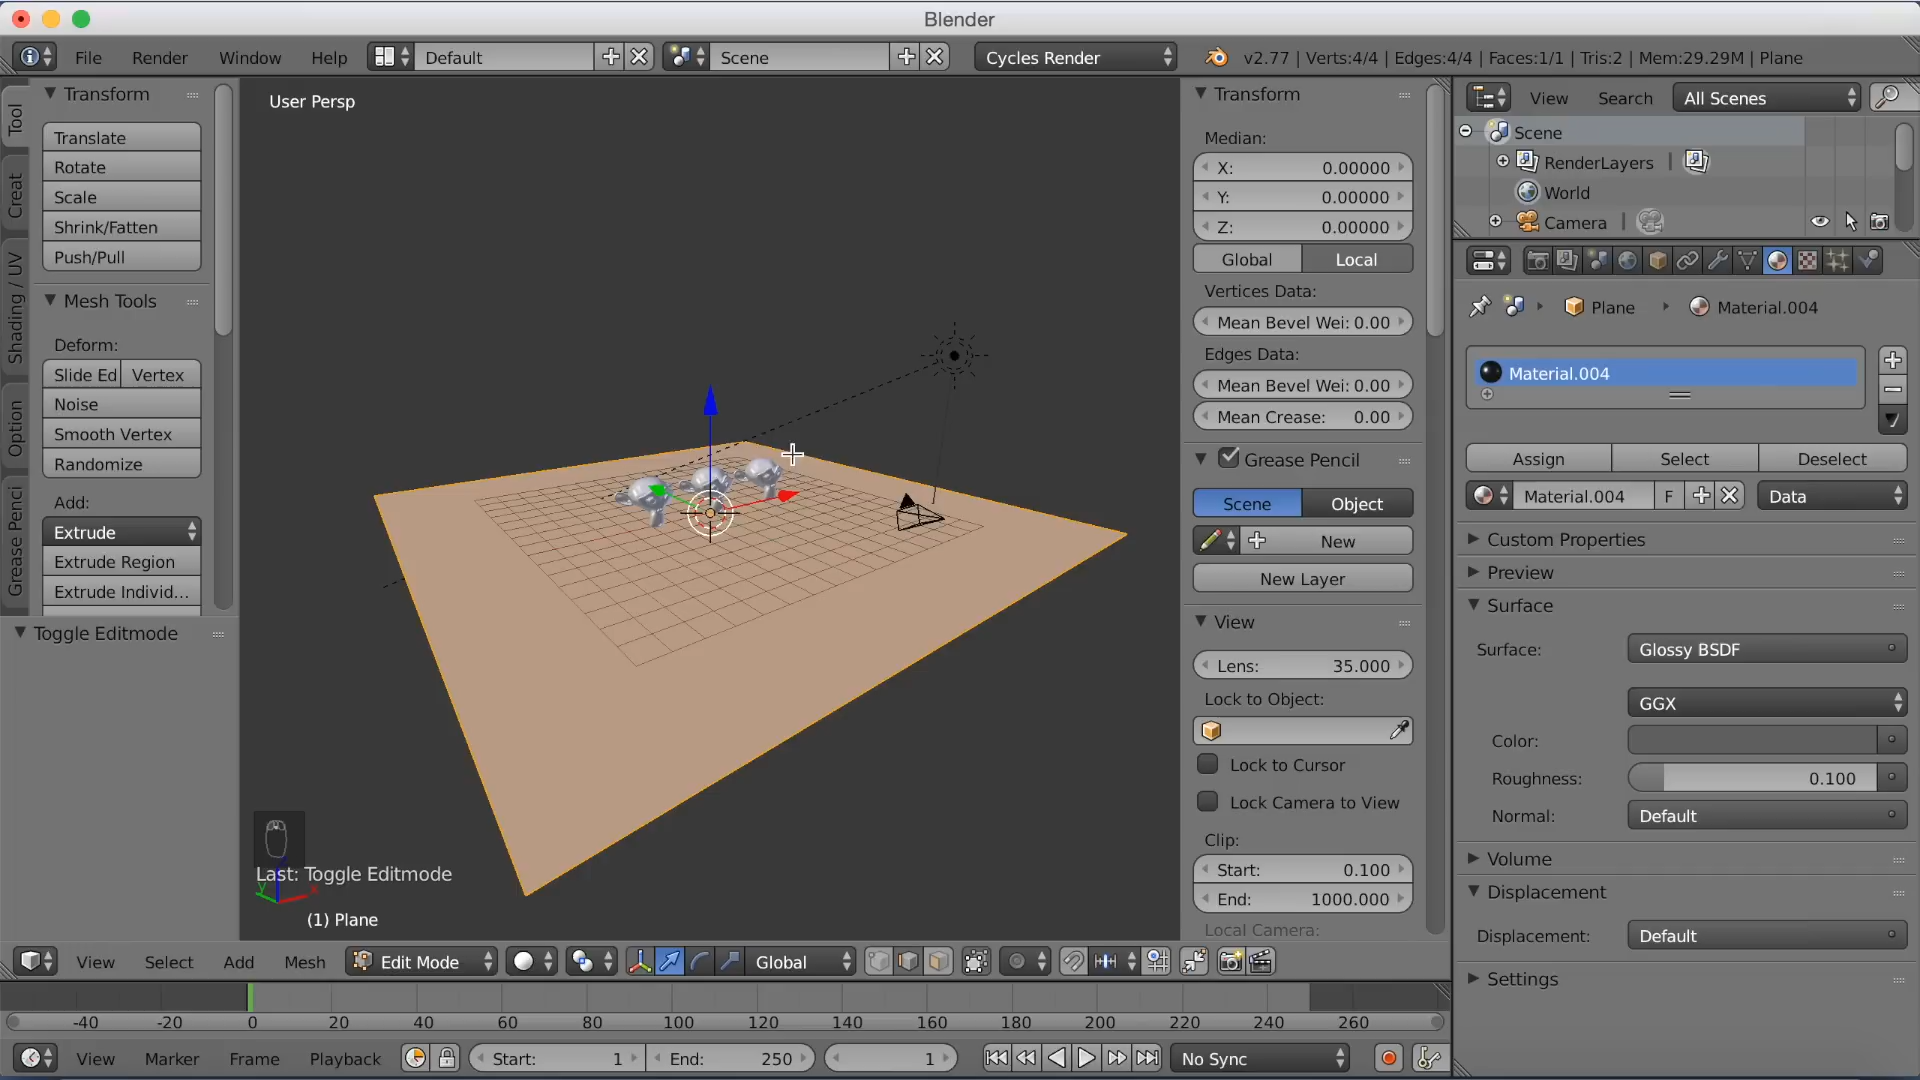 Blender
File Render Window Help Default Scene Cycles Render v2.77 | Verts:4/4 | Edges:4/4 | Faces:1/1 | Tris:2 | Mem:29.29M | Plane
Tool
Creat
Shading / UV
Option
Grease Penci
Transform
Translate
Rotate
Scale
Shrink/Fatten
Push/Pull
Mesh Tools
Deform:
Slide Ed Vertex
Noise
Smooth Vertex
Randomize
Add:
Extrude
Extrude Region
Extrude Individ...
Toggle Editmode
User Persp
Last: Toggle Editmode
(1) Plane
Transform
Median:
X: 0.00000
Y: 0.00000
Z: 0.00000
Global Local
Vertices Data:
Mean Bevel Wei: 0.00
Edges Data:
Mean Bevel Wei: 0.00
Mean Crease: 0.00
Grease Pencil
Scene Object
New
New Layer
View
Lens: 35.000
Lock to Object:
Lock to Cursor
Lock Camera to View
Clip:
Start: 0.100
End: 1000.000
Local Camera:
View Search All Scenes
Scene
RenderLayers
World
Camera
Plane Material.004
Material.004
Assign Select Deselect
Material.004 F Data
Custom Properties
Preview
Surface
Surface: Glossy BSDF
GGX
Color:
Roughness: 0.100
Normal: Default
Volume
Displacement
Displacement: Default
Settings
View Select Add Mesh Edit Mode Global
-40 -20 0 20 40 60 80 100 120 140 160 180 200 220 240 260
View Marker Frame Playback Start: 1 End: 250 1 No Sync